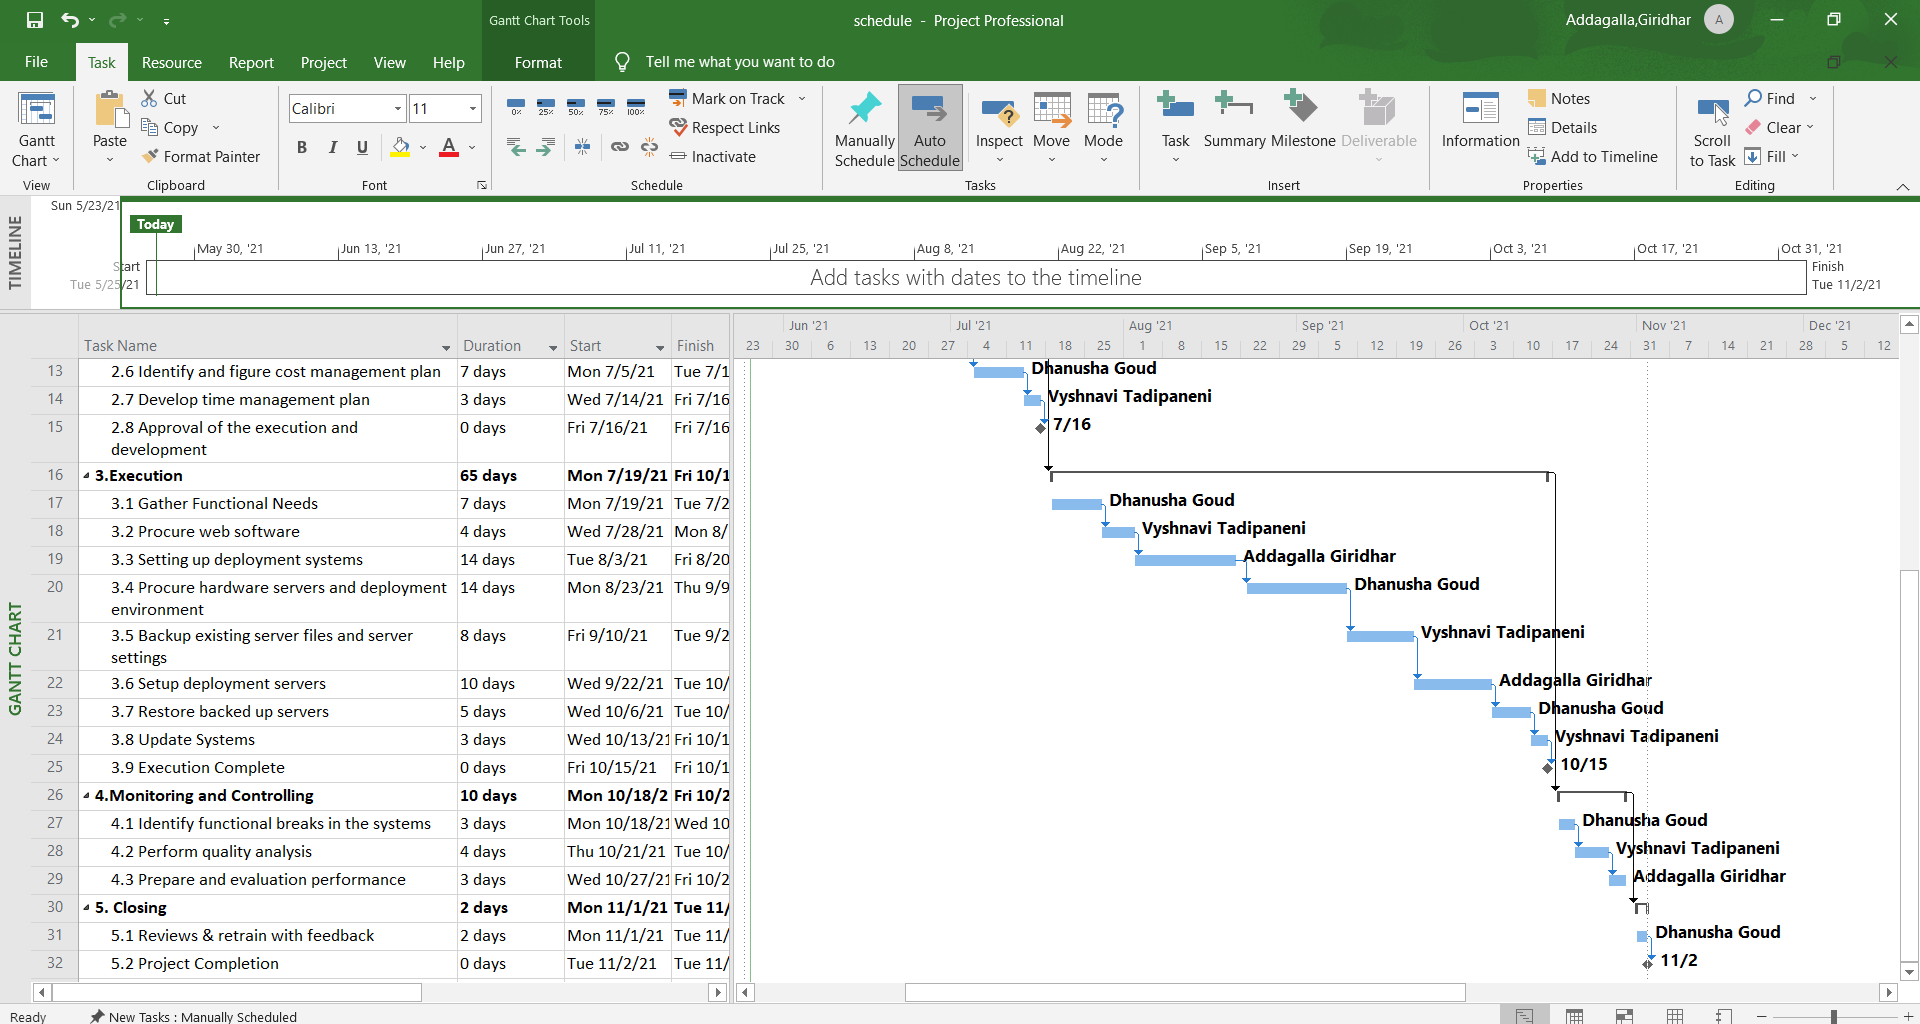 Gantt Chart Tools
schedule - Project Professional
Addagalla,Giridhar
A
File
Task
Resource
Report
Project
View
Help
Format
Tell me what you want to do
Gantt
Chart
View
Paste
Cut
Copy
Format Painter
Clipboard
Calibri
11
B I U
A
Font
0% 25% 50% 75% 100%
Mark on Track
Respect Links
Inactivate
Schedule
Manually
Schedule
Auto
Schedule
Inspect
Move
Mode
Tasks
Task
Summary
Milestone
Deliverable
Insert
Information
Notes
Details
Add to Timeline
Properties
Scroll
to Task
Find
Clear
Fill
Editing
TIMELINE
Sun 5/23/21
Today
May 30, '21 Jun 13, '21 Jun 27, '21 Jul 11, '21 Jul 25, '21 Aug 8, '21 Aug 22, '21 Sep 5, '21 Sep 19, '21 Oct 3, '21 Oct 17, '21 Oct 31, '21
Start
Tue 5/25/21
Add tasks with dates to the timeline
Finish
Tue 11/2/21
GANTT CHART
Task Name Duration Start Finish
Jun '21 Jul '21 Aug '21 Sep '21 Oct '21 Nov '21 Dec '21
23 30 6 13 20 27 4 11 18 25 1 8 15 22 29 5 12 19 26 3 10 17 24 31 7 14 21 28 5 12
13 2.6 Identify and figure cost management plan 7 days Mon 7/5/21 Tue 7/1 Dhanusha Goud
14 2.7 Develop time management plan 3 days Wed 7/14/21 Fri 7/16 Vyshnavi Tadipaneni
15 2.8 Approval of the execution and 0 days Fri 7/16/21 Fri 7/16 7/16
development
16 3.Execution 65 days Mon 7/19/21 Fri 10/1
17 3.1 Gather Functional Needs 7 days Mon 7/19/21 Tue 7/2 Dhanusha Goud
18 3.2 Procure web software 4 days Wed 7/28/21 Mon 8/ Vyshnavi Tadipaneni
19 3.3 Setting up deployment systems 14 days Tue 8/3/21 Fri 8/20 Addagalla Giridhar
20 3.4 Procure hardware servers and deployment 14 days Mon 8/23/21 Thu 9/9 Dhanusha Goud
environment
21 3.5 Backup existing server files and server 8 days Fri 9/10/21 Tue 9/2 Vyshnavi Tadipaneni
settings
22 3.6 Setup deployment servers 10 days Wed 9/22/21 Tue 10/ Addagalla Giridhar
23 3.7 Restore backed up servers 5 days Wed 10/6/21 Tue 10/ Dhanusha Goud
24 3.8 Update Systems 3 days Wed 10/13/21 Fri 10/1 Vyshnavi Tadipaneni
25 3.9 Execution Complete 0 days Fri 10/15/21 Fri 10/1 10/15
26 4.Monitoring and Controlling 10 days Mon 10/18/2 Fri 10/2
27 4.1 Identify functional breaks in the systems 3 days Mon 10/18/21 Wed 10 Dhanusha Goud
28 4.2 Perform quality analysis 4 days Thu 10/21/21 Tue 10/ Vyshnavi Tadipaneni
29 4.3 Prepare and evaluation performance 3 days Wed 10/27/21 Fri 10/2 Addagalla Giridhar
30 5. Closing 2 days Mon 11/1/21 Tue 11/
31 5.1 Reviews & retrain with feedback 2 days Mon 11/1/21 Tue 11/ Dhanusha Goud
32 5.2 Project Completion 0 days Tue 11/2/21 Tue 11/ 11/2
Ready
New Tasks : Manually Scheduled